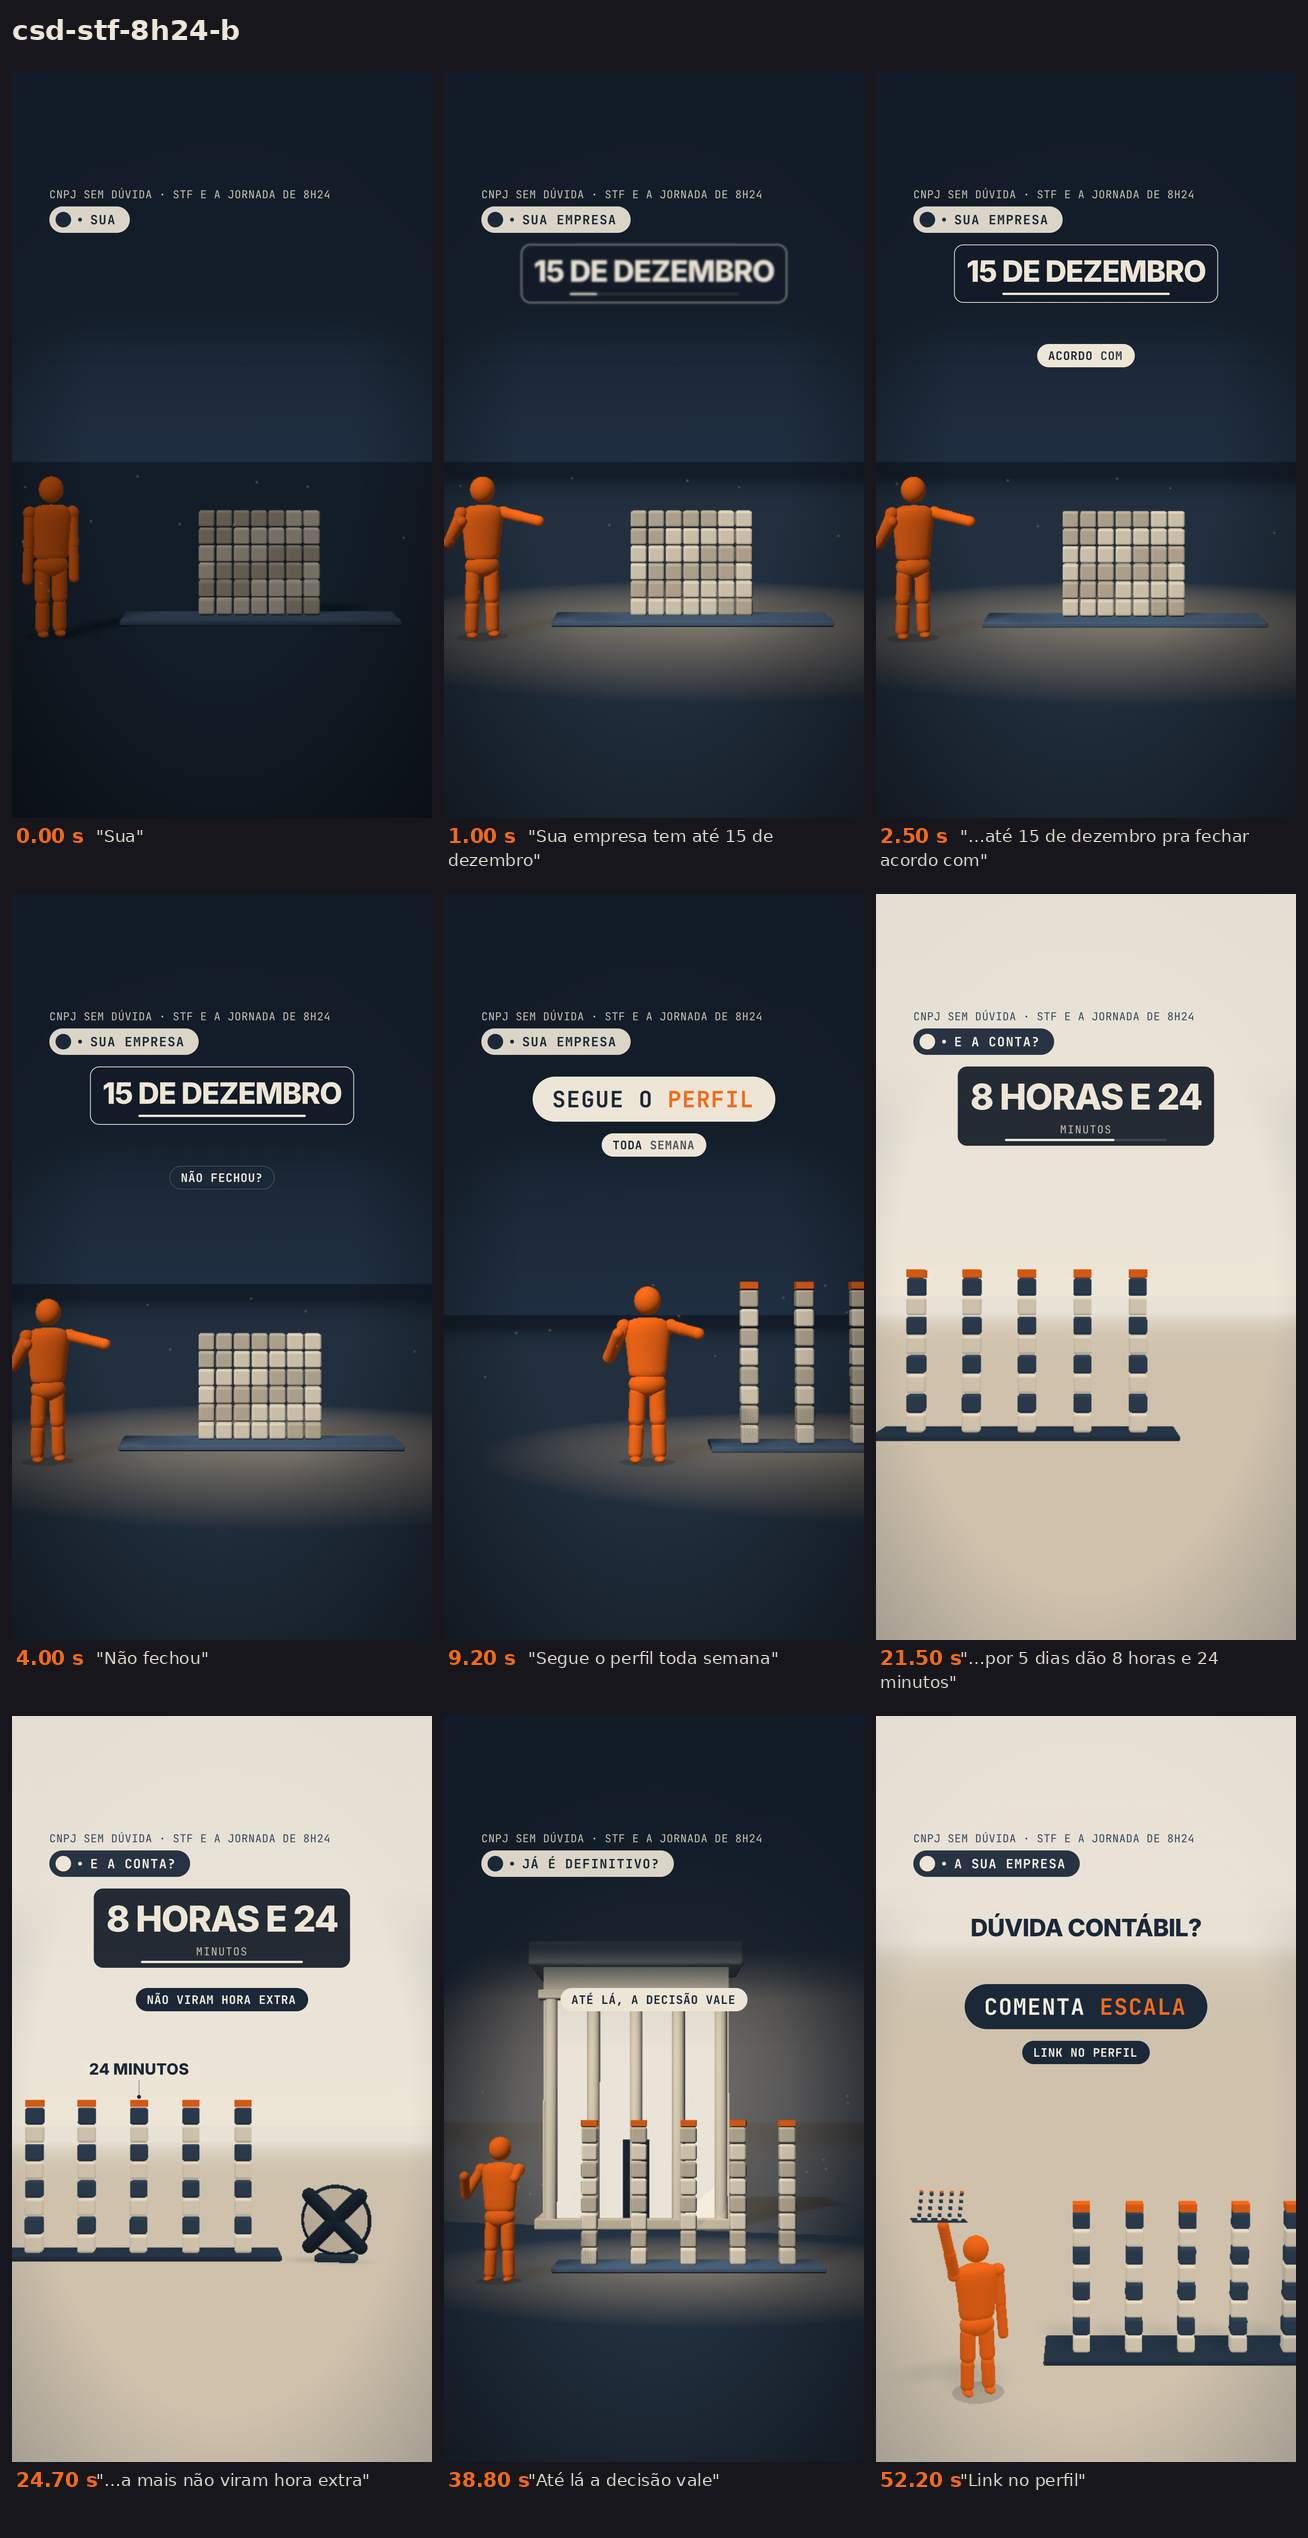 csd-stf-8h24-b
CNPJ SEM DÚVIDA · STF E A JORNADA DE 8H24
• SUA
0.00 s "Sua"
CNPJ SEM DÚVIDA · STF E A JORNADA DE 8H24
• SUA EMPRESA
15 DE DEZEMBRO
1.00 s "Sua empresa tem até 15 de
dezembro"
CNPJ SEM DÚVIDA · STF E A JORNADA DE 8H24
• SUA EMPRESA
15 DE DEZEMBRO
ACORDO COM
2.50 s "...até 15 de dezembro pra fechar
acordo com"
CNPJ SEM DÚVIDA · STF E A JORNADA DE 8H24
• SUA EMPRESA
15 DE DEZEMBRO
NÃO FECHOU?
4.00 s "Não fechou"
CNPJ SEM DÚVIDA · STF E A JORNADA DE 8H24
• SUA EMPRESA
SEGUE O PERFIL
TODA SEMANA
9.20 s "Segue o perfil toda semana"
CNPJ SEM DÚVIDA · STF E A JORNADA DE 8H24
• E A CONTA?
8 HORAS E 24
MINUTOS
21.50 s "...por 5 dias dão 8 horas e 24
minutos"
CNPJ SEM DÚVIDA · STF E A JORNADA DE 8H24
• E A CONTA?
8 HORAS E 24
MINUTOS
NÃO VIRAM HORA EXTRA
24 MINUTOS
24.70 s "...a mais não viram hora extra"
CNPJ SEM DÚVIDA · STF E A JORNADA DE 8H24
• JÁ É DEFINITIVO?
ATÉ LÁ, A DECISÃO VALE
38.80 s "Até lá a decisão vale"
CNPJ SEM DÚVIDA · STF E A JORNADA DE 8H24
• A SUA EMPRESA
DÚVIDA CONTÁBIL?
COMENTA ESCALA
LINK NO PERFIL
52.20 s "Link no perfil"